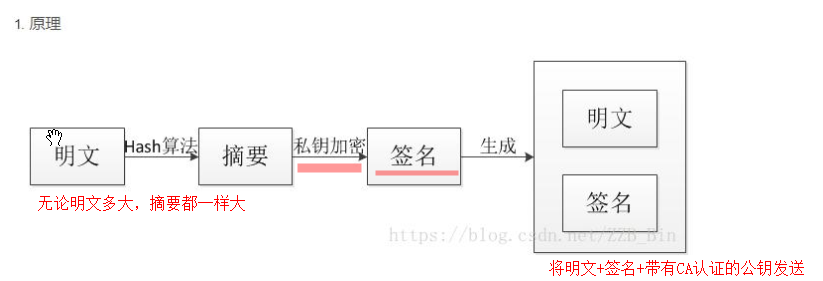 1. 原理
明文
Hash算法
摘要
私钥加密
签名
生成
明文
签名
无论明文多大，摘要都一样大
https://blog.csdn.net/ZZB_Bin
将明文+签名+带有CA认证的公钥发送